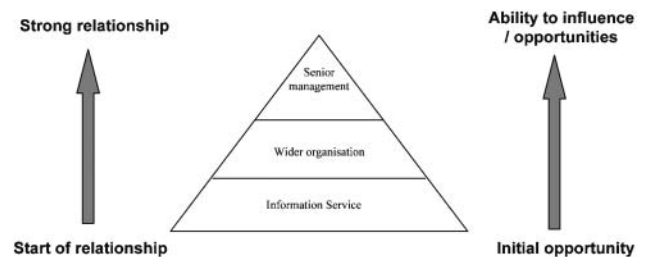 Strong relationship
Ability to influence
/ opportunities
Senior
management
Wider organisation
Information Service
Start of relationship
Initial opportunity